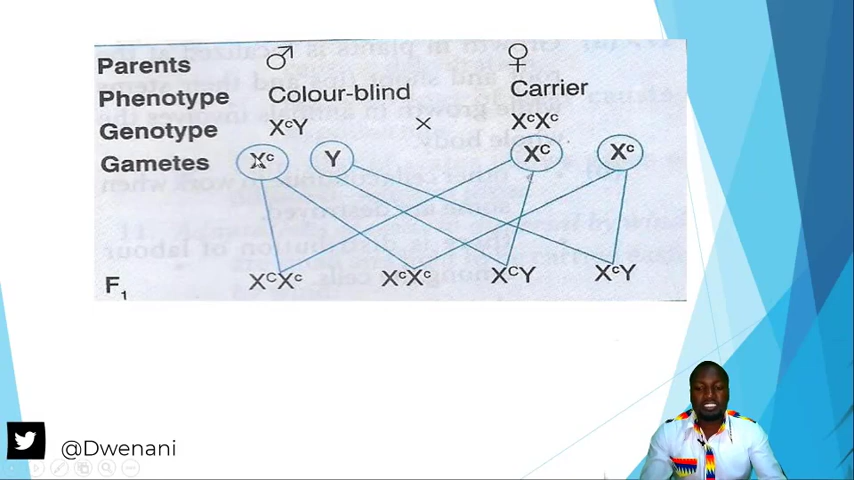 Parents ♂ ♀
Phenotype Colour-blind Carrier
Genotype XᶜY × XᶜXᶜ
Gametes Xᶜ Y Xᶜ Xᶜ
F₁ XᶜXᶜ XᶜXᶜ XᶜY XᶜY
@Dwenani